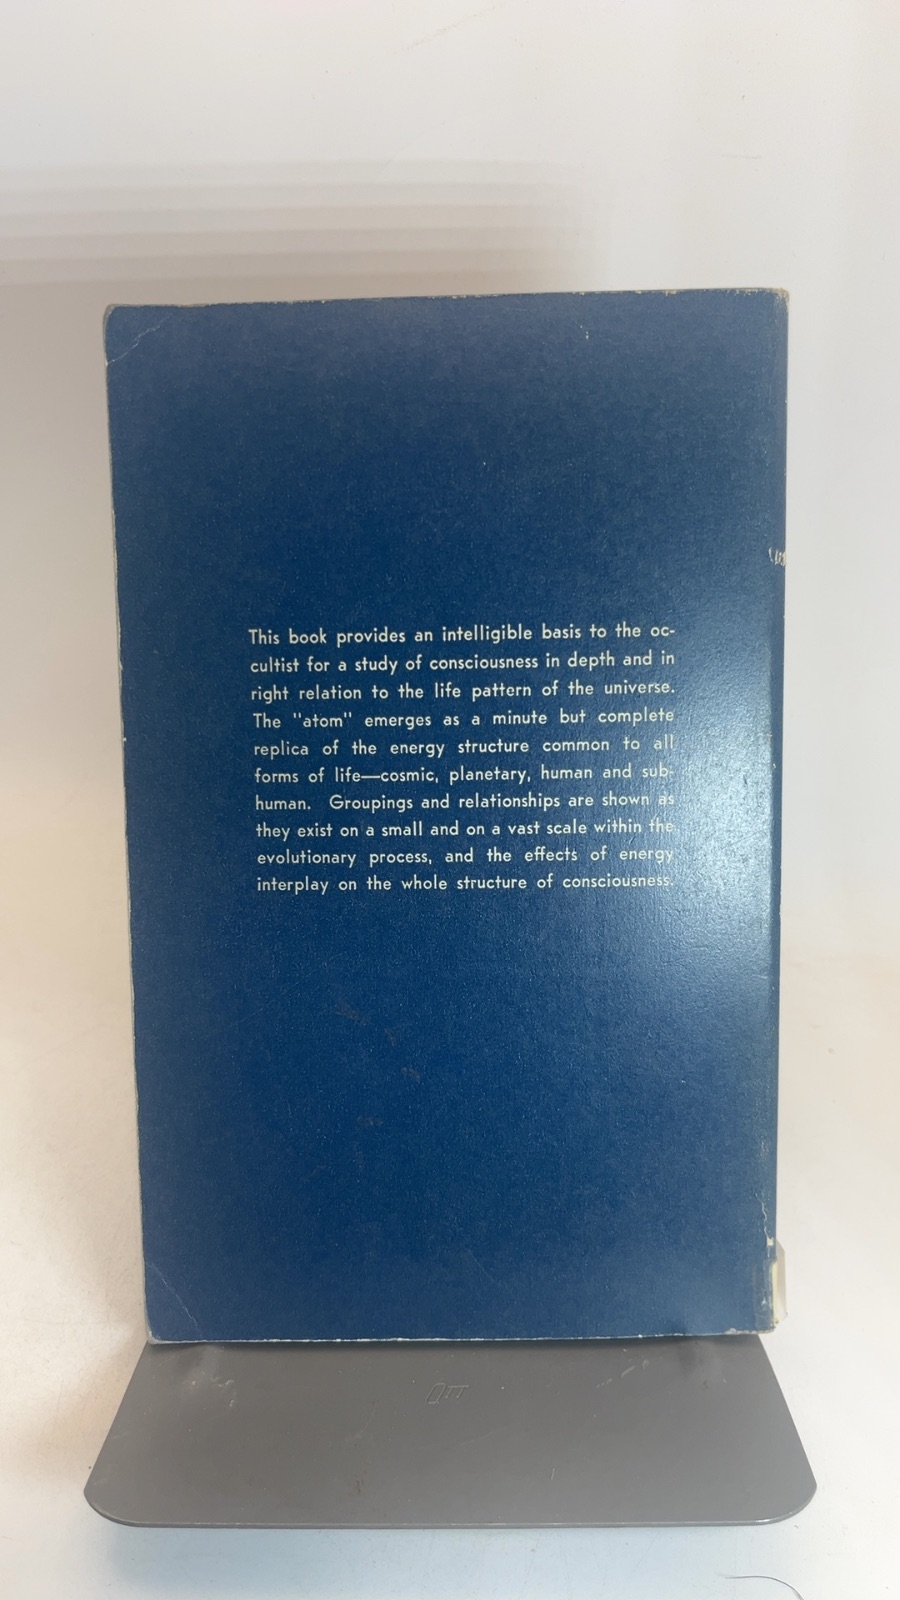 This book provides an intelligible basis to the oc-
cultist for a study of consciousness in depth and in
right relation to the life pattern of the universe.
The "atom" emerges as a minute but complete
replica of the energy structure common to all
forms of life—cosmic, planetary, human and sub-
human. Groupings and relationships are shown as
they exist on a small and on a vast scale within the
evolutionary process, and the effects of energy
interplay on the whole structure of consciousness.